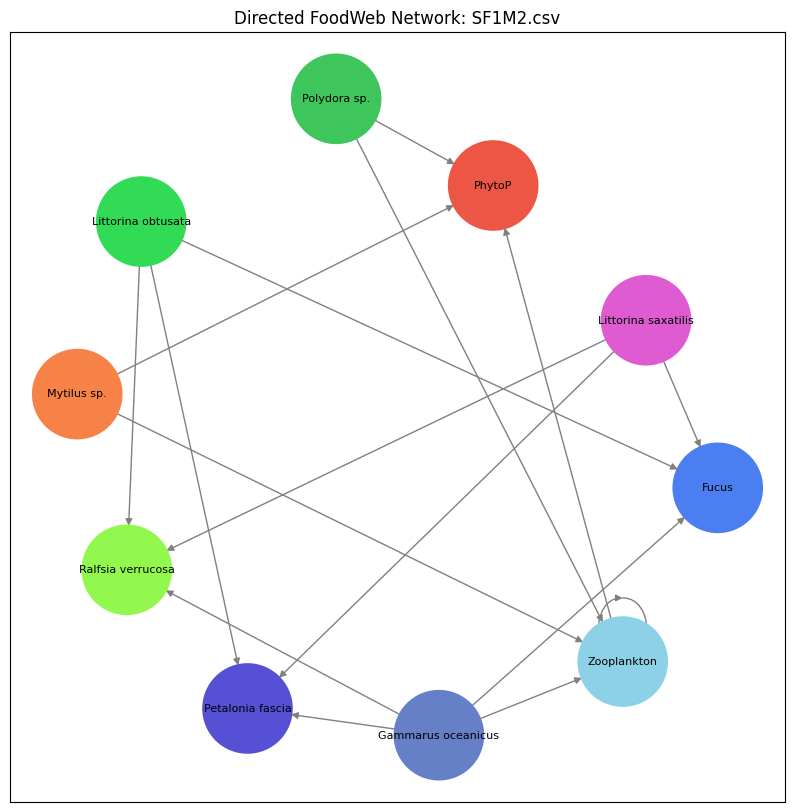 Directed FoodWeb Network: SF1M2.csv
Polydora sp.
PhytoP
Littorina obtusata
Littorina saxatilis
Mytilus sp.
Fucus
Ralfsia verrucosa
Zooplankton
Petalonia fascia
Gammarus oceanicus